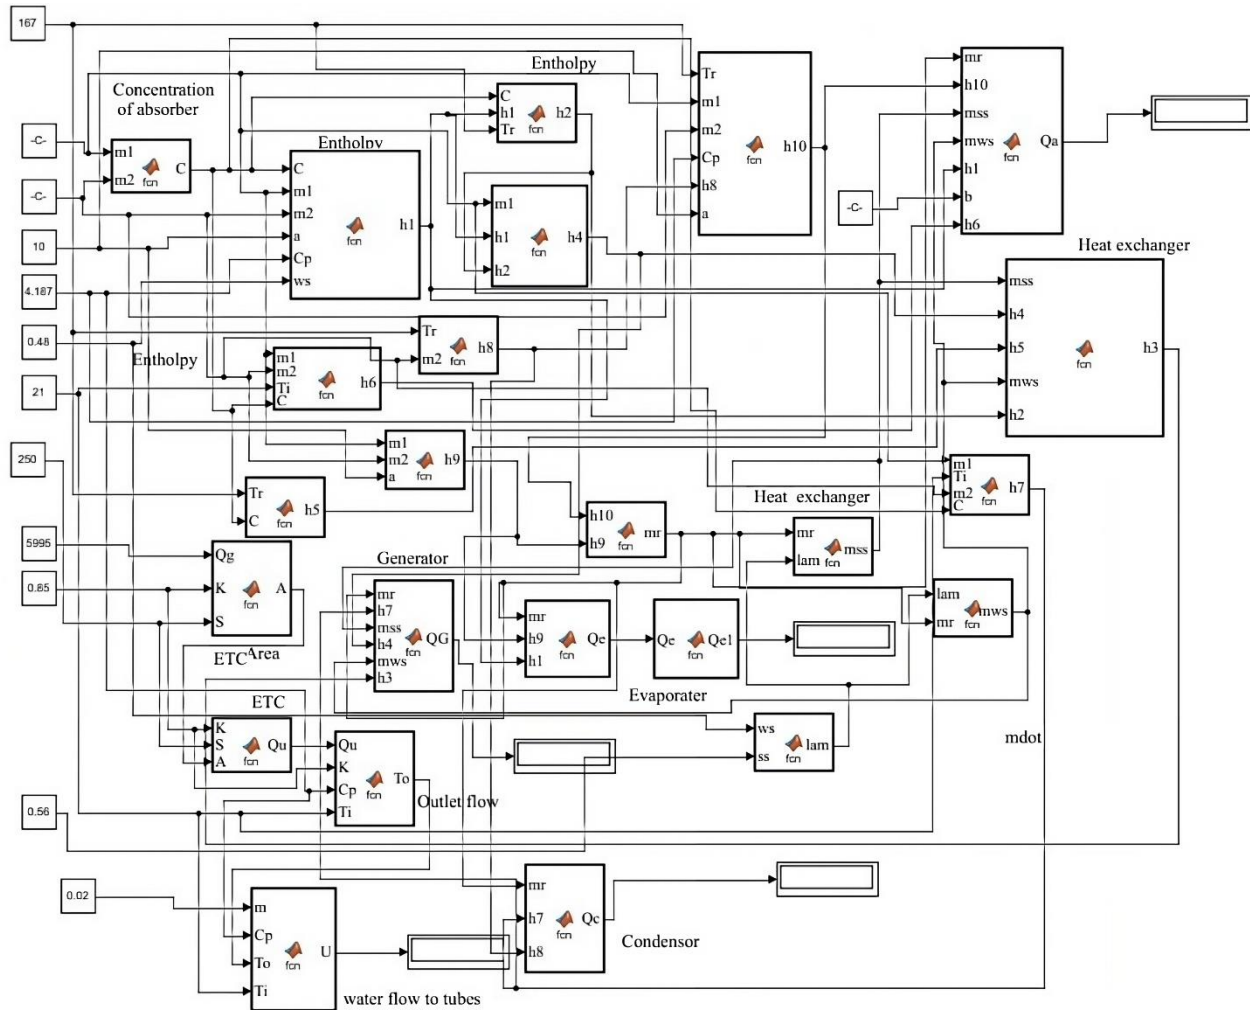 167
Concentration
of absorber
-C-
m1
m2
C
fcn
-C-
10
4.187
0.48
21
250
5995
0.85
0.56
0.02
Entholpy
C
m1
m2
a
Cp
ws
h1
fcn
Entholpy
C
h1
Tr
h2
fcn
m1
h1
h2
h4
fcn
Tr
m1
m2
Cp
h8
a
h10
fcn
mr
h10
mss
mws
h1
b
h6
Qa
fcn
-C-
Heat exchanger
mss
h4
h5
mws
h2
h3
fcn
Tr
m2
h8
fcn
Entholpy
m1
m2
Ti
C
h6
fcn
m1
m2
a
h9
fcn
Tr
C
h5
fcn
h10
h9
mr
fcn
Heat exchanger
mr
lam
mss
fcn
m1
Ti
m2
C
h7
fcn
Qg
K
S
A
fcn
ETC
Area
Generator
mr
h7
mss
h4
mws
h3
QG
fcn
mr
h9
h1
Qe
fcn
Qe
Qe1
fcn
Evaporater
lam
mr
mws
fcn
ETC
K
S
A
Qu
fcn
Qu
K
Cp
Ti
To
fcn
Outlet flow
ws
ss
lam
fcn
mdot
m
Cp
To
Ti
U
fcn
water flow to tubes
mr
h7
h8
Qc
fcn
Condensor